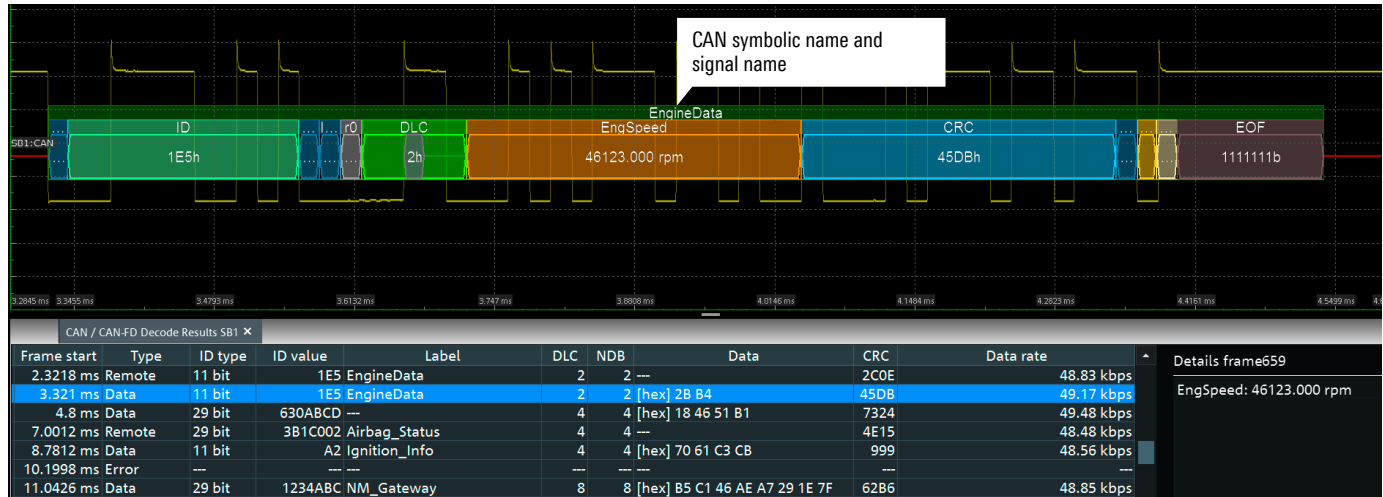 CAN symbolic name and
signal name
EngineData
... ID ... I... r0 DLC EngSpeed CRC ... ... ... EOF
SB1:CAN
... 1E5h ... ... ... 2h 46123.000 rpm 45DBh ... ... ... 1111111b
3.2845 ms 3.3455 ms 3.4793 ms 3.6132 ms 3.747 ms 3.8808 ms 4.0146 ms 4.1484 ms 4.2823 ms 4.4161 ms 4.5499 ms
CAN / CAN-FD Decode Results SB1 ×
Frame start Type ID type ID value Label DLC NDB Data CRC Data rate
2.3218 ms Remote 11 bit 1E5 EngineData 2 2 --- 2C0E 48.83 kbps
3.321 ms Data 11 bit 1E5 EngineData 2 2 [hex] 2B B4 45DB 49.17 kbps
4.8 ms Data 29 bit 630ABCD --- 4 4 [hex] 18 46 51 B1 7324 49.48 kbps
7.0012 ms Remote 29 bit 3B1C002 Airbag_Status 4 4 --- 4E15 48.48 kbps
8.7812 ms Data 11 bit A2 Ignition_Info 4 4 [hex] 70 61 C3 CB 999 48.56 kbps
10.1998 ms Error --- --- --- --- --- --- --- ---
11.0426 ms Data 29 bit 1234ABC NM_Gateway 8 8 [hex] B5 C1 46 AE A7 29 1E 7F 62B6 48.85 kbps
Details frame659
EngSpeed: 46123.000 rpm